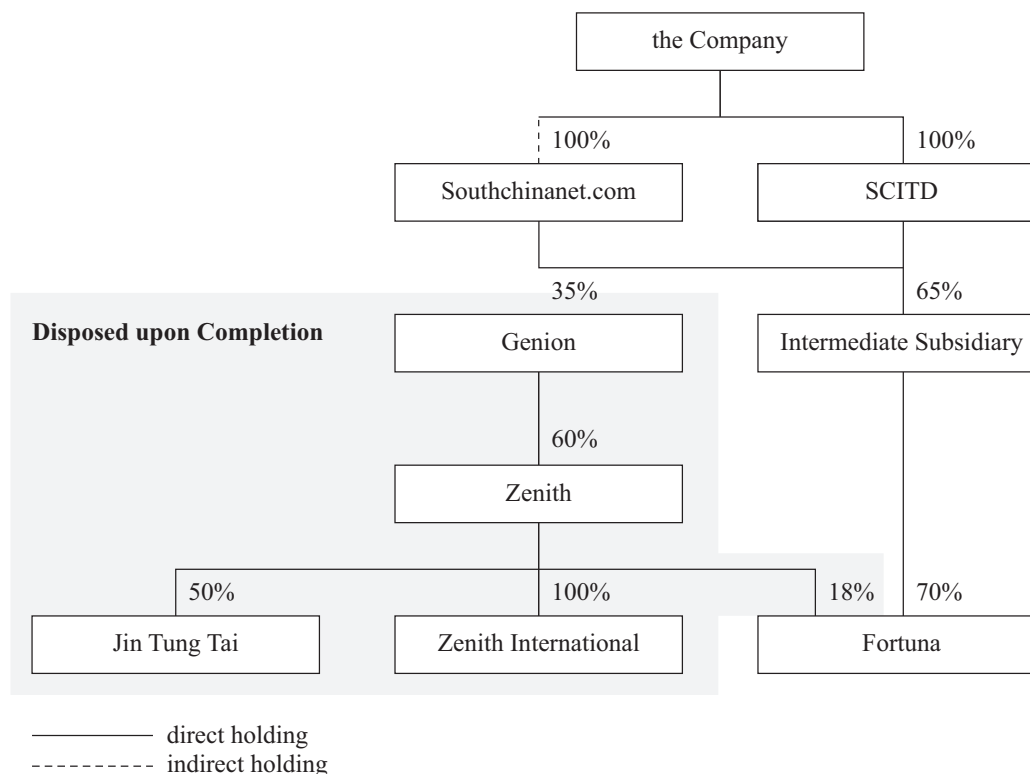 the Company
100%
100%
Southchinanet.com
SCITD
35%
65%
Disposed upon Completion
Genion
Intermediate Subsidiary
60%
Zenith
50%
100%
18%
70%
Jin Tung Tai
Zenith International
Fortuna
direct holding
indirect holding